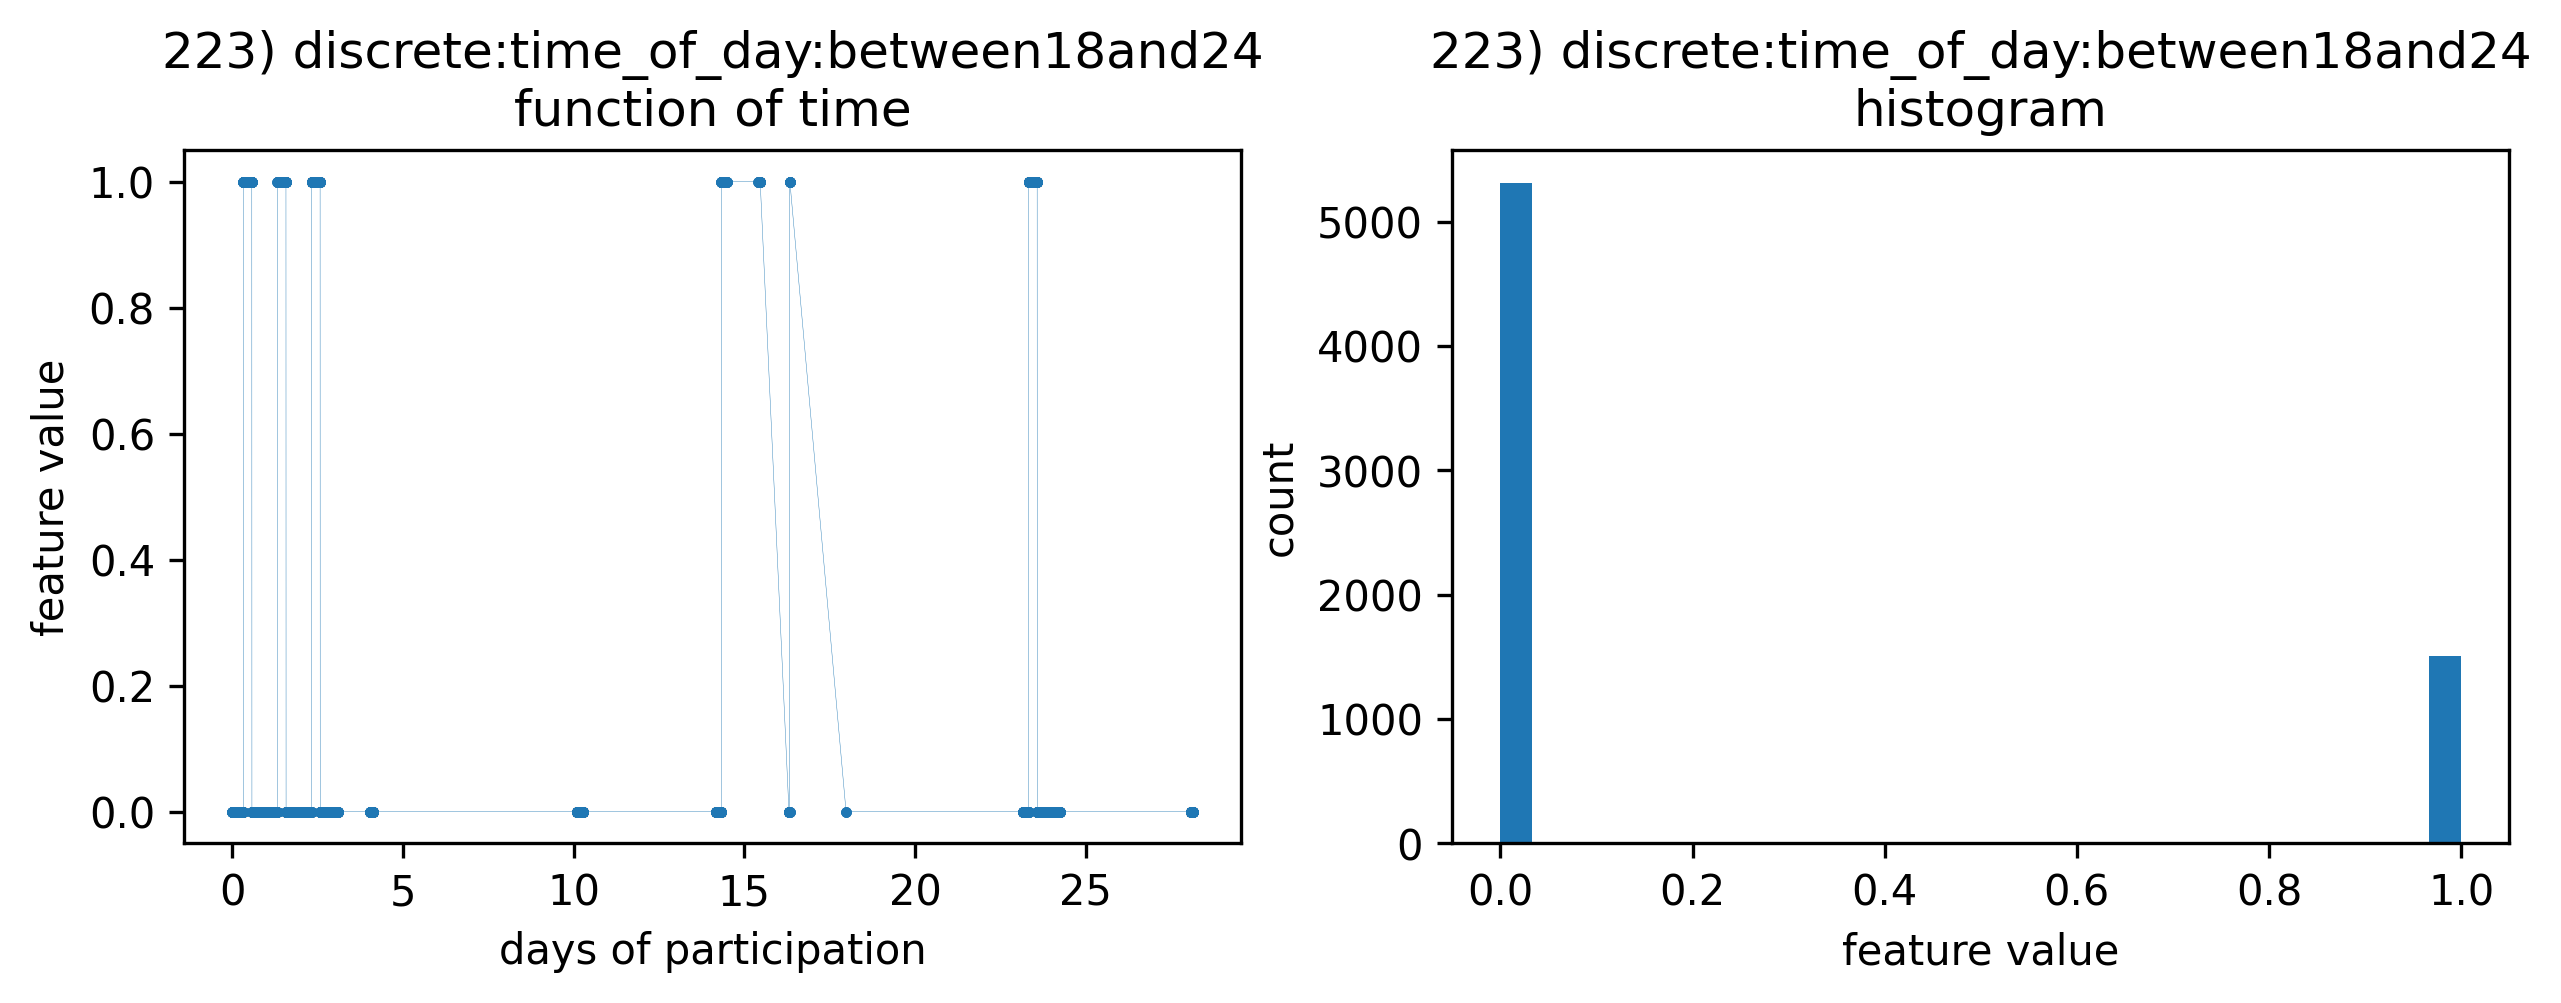 223) discrete:time_of_day:between18and24
function of time
1.0
0.8
0.6
0.4
0.2
0.0
feature value
0 5 10 15 20 25
days of participation
223) discrete:time_of_day:between18and24
histogram
5000
4000
3000
2000
1000
0
count
0.0 0.2 0.4 0.6 0.8 1.0
feature value